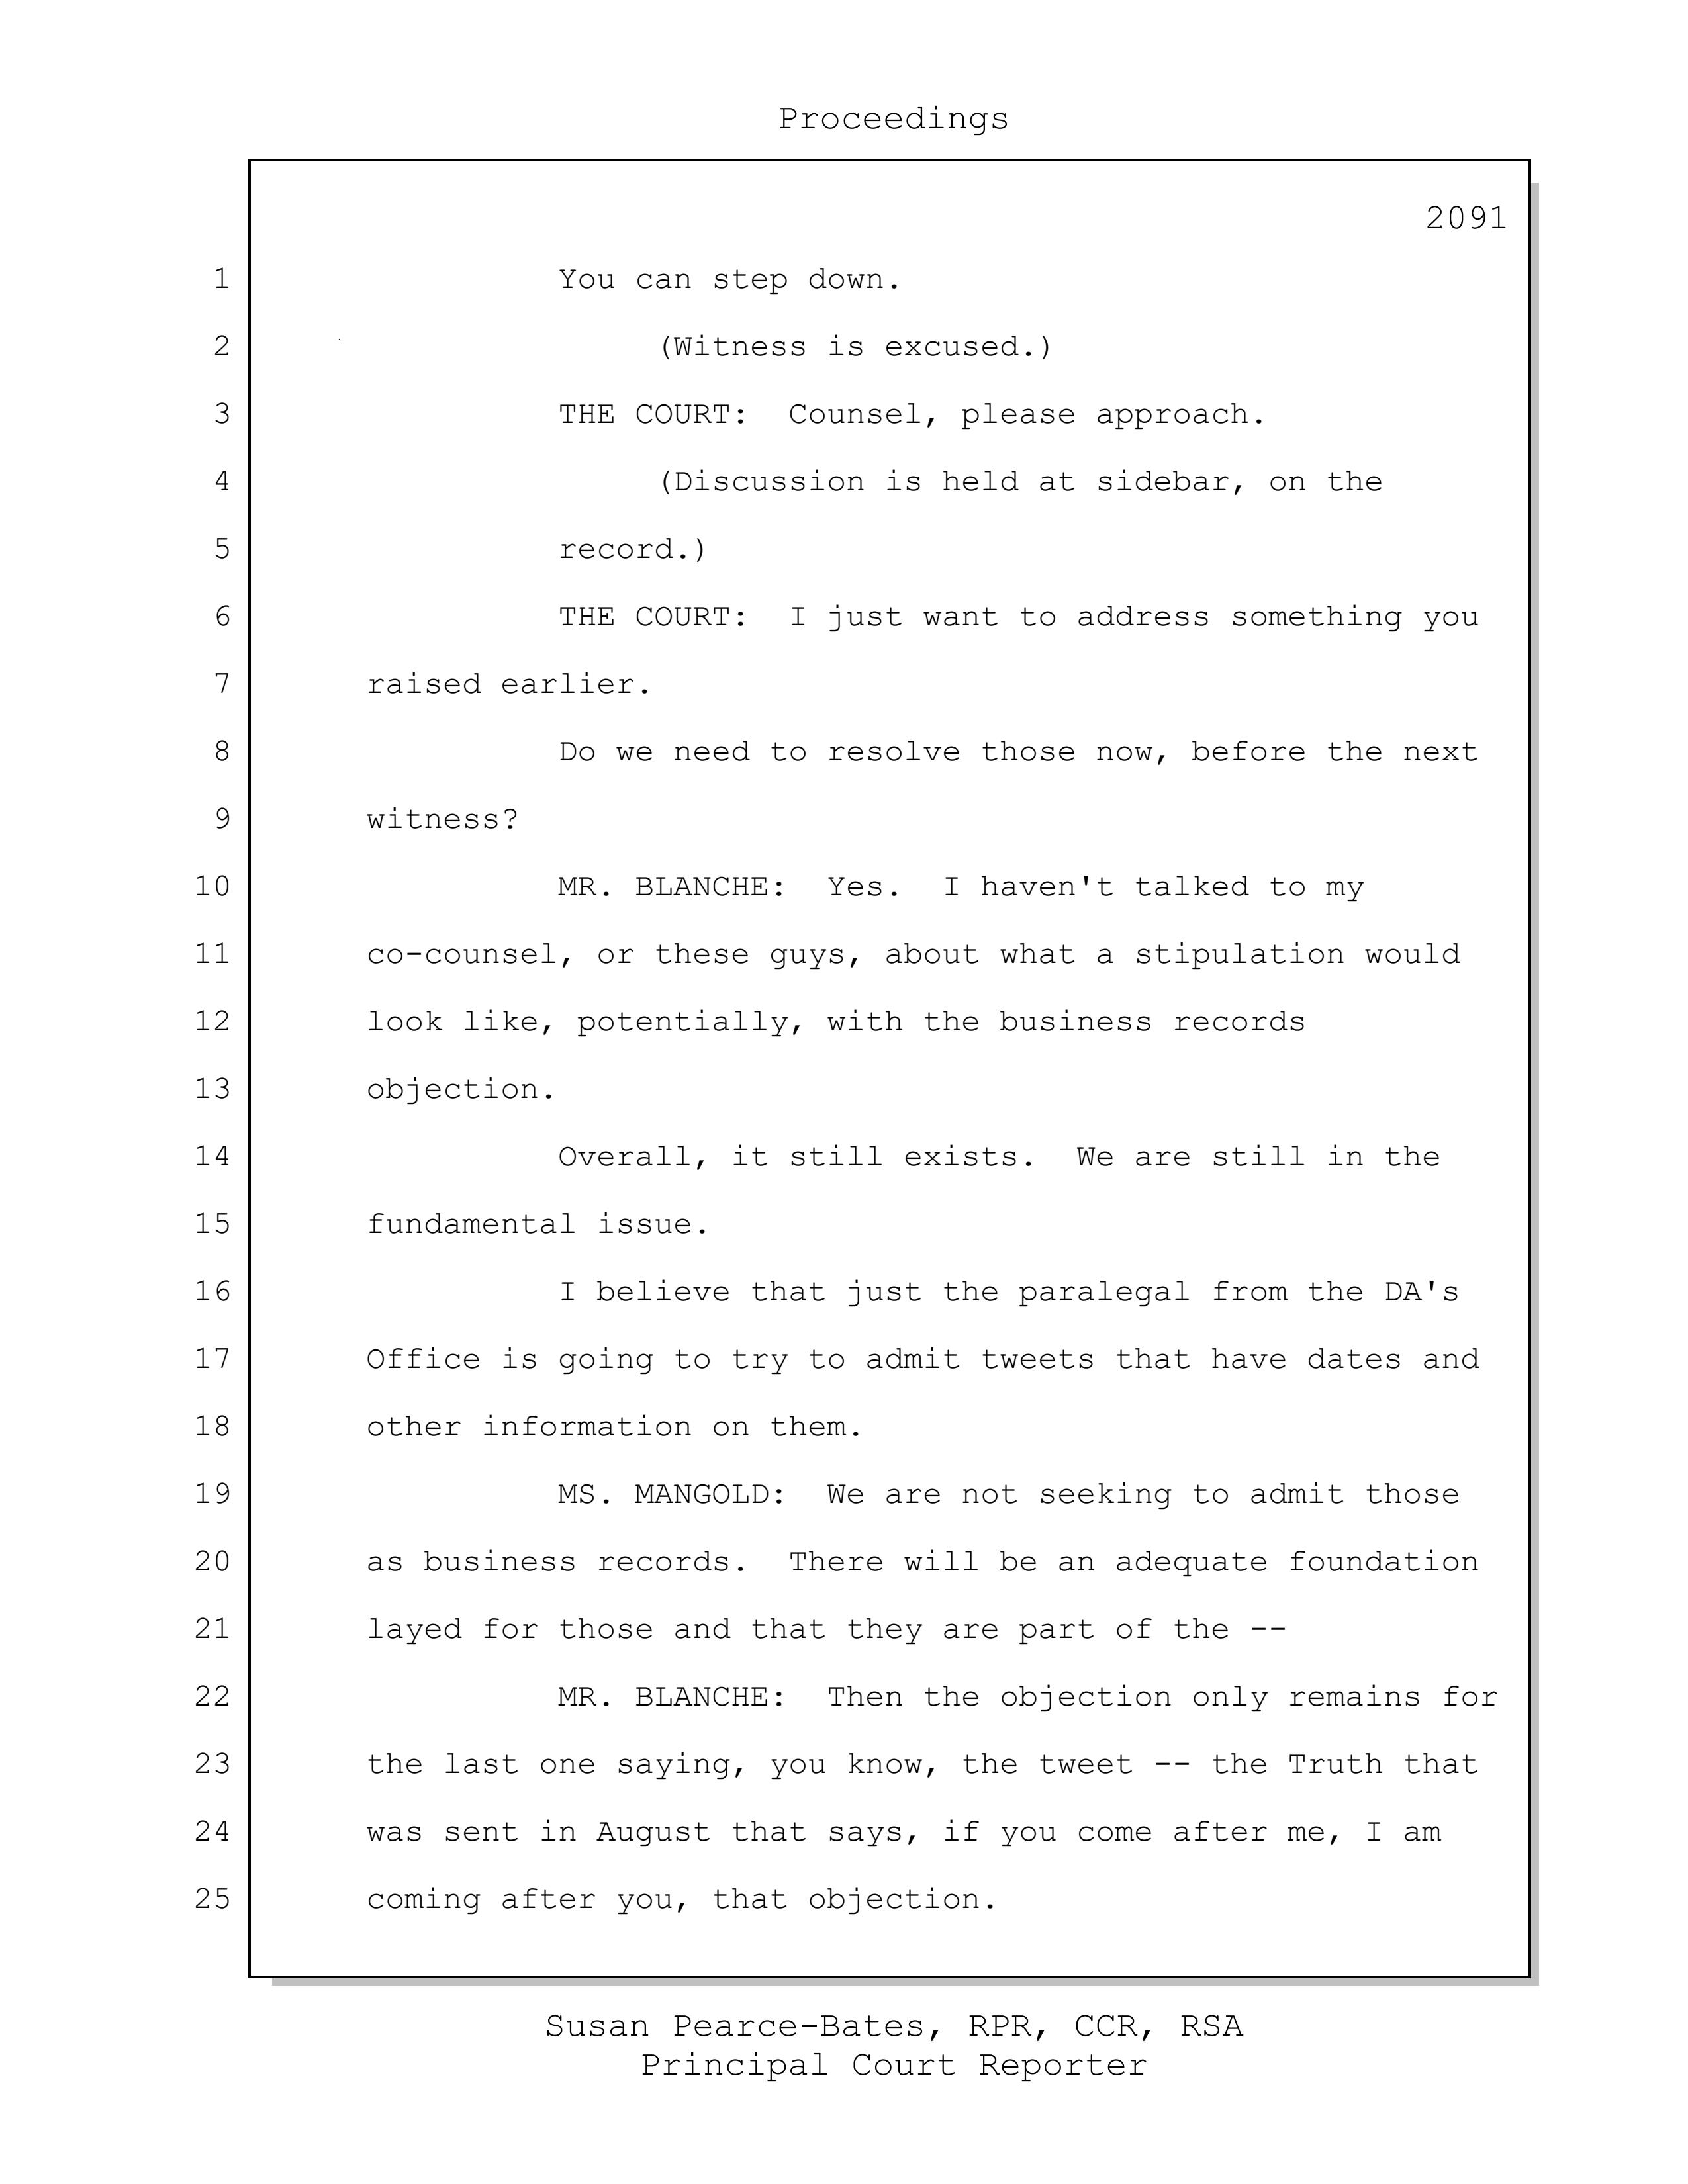 Proceedings
2091
1 You can step down.
2 (Witness is excused.)
3 THE COURT: Counsel, please approach.
4 (Discussion is held at sidebar, on the
5 record.)
6 THE COURT: I just want to address something you
7 raised earlier.
8 Do we need to resolve those now, before the next
9 witness?
10 MR. BLANCHE: Yes. I haven't talked to my
11 co-counsel, or these guys, about what a stipulation would
12 look like, potentially, with the business records
13 objection.
14 Overall, it still exists. We are still in the
15 fundamental issue.
16 I believe that just the paralegal from the DA's
17 Office is going to try to admit tweets that have dates and
18 other information on them.
19 MS. MANGOLD: We are not seeking to admit those
20 as business records. There will be an adequate foundation
21 layed for those and that they are part of the --
22 MR. BLANCHE: Then the objection only remains for
23 the last one saying, you know, the tweet -- the Truth that
24 was sent in August that says, if you come after me, I am
25 coming after you, that objection.
Susan Pearce-Bates, RPR, CCR, RSA
Principal Court Reporter